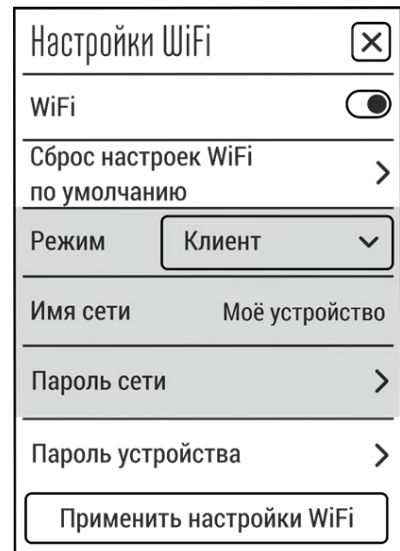 Настройки WiFi
WiFi
Сброс настроек WiFi
по умолчанию
Режим Клиент
Имя сети Моё устройство
Пароль сети
Пароль устройства
Применить настройки WiFi